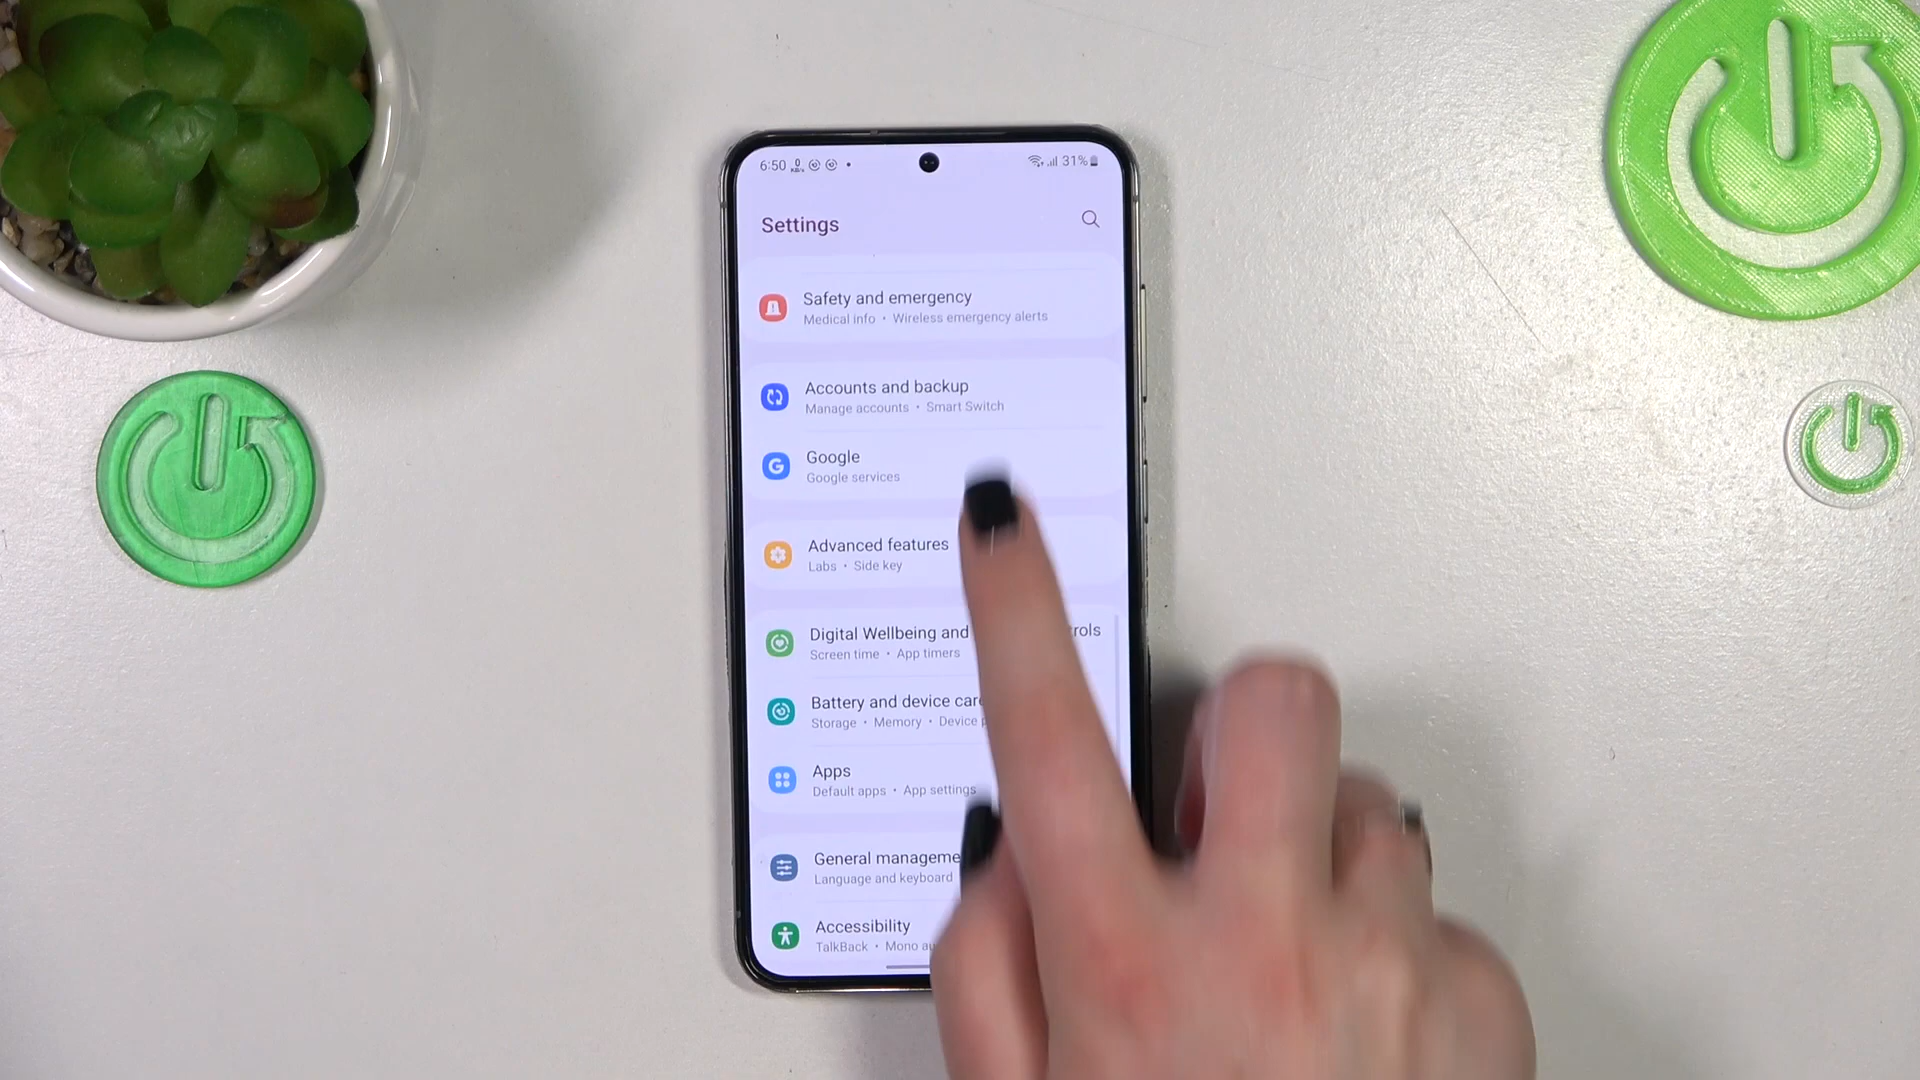 6:50
31%
Settings
Safety and emergency
Medical info • Wireless emergency alerts
Accounts and backup
Manage accounts • Smart Switch
Google
Google services
Advanced features
Labs • Side key
Digital Wellbeing and rols
Screen time • App timers
Battery and device car
Storage • Memory • Device p
Apps
Default apps • App settings
General manageme
Language and keyboard
Accessibility
TalkBack • Mono au